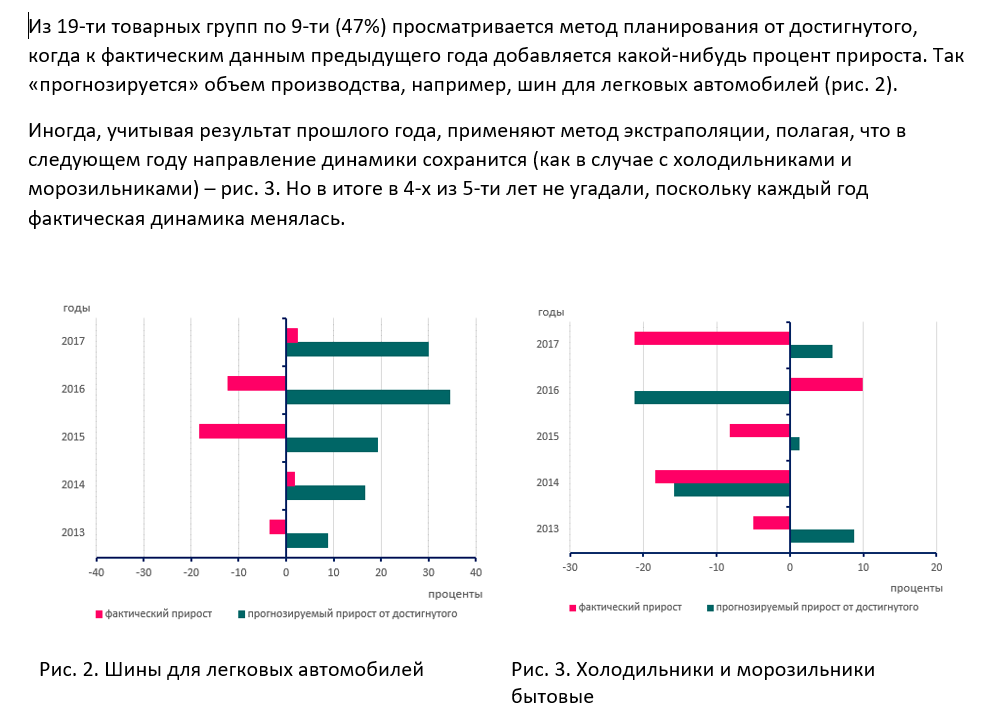 Из 19-ти товарных групп по 9-ти (47%) просматривается метод планирования от достигнутого,
когда к фактическим данным предыдущего года добавляется какой-нибудь процент прироста. Так
«прогнозируется» объем производства, например, шин для легковых автомобилей (рис. 2).
Иногда, учитывая результат прошлого года, применяют метод экстраполяции, полагая, что в
следующем году направление динамики сохранится (как в случае с холодильниками и
морозильниками) – рис. 3. Но в итоге в 4-х из 5-ти лет не угадали, поскольку каждый год
фактическая динамика менялась.
годы
2017
2016
2015
2014
2013
-40 -30 -20 -10 0 10 20 30 40
проценты
фактический прирост прогнозируемый прирост от достигнутого
Рис. 2. Шины для легковых автомобилей
годы
2017
2016
2015
2014
2013
-30 -20 -10 0 10 20
проценты
фактический прирост прогнозируемый прирост от достигнутого
Рис. 3. Холодильники и морозильники
бытовые